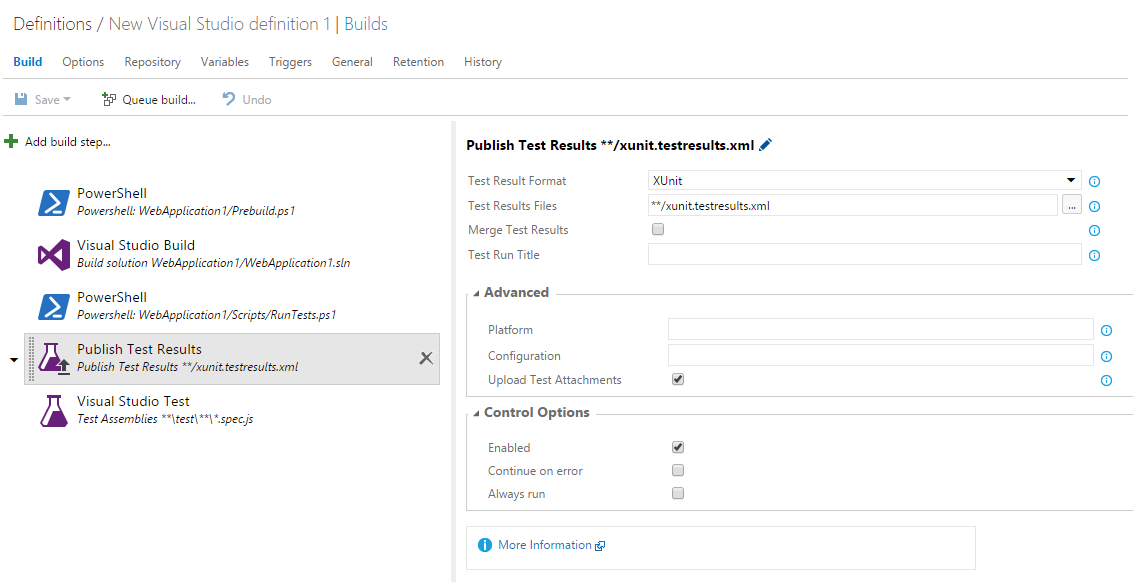 Definitions / New Visual Studio definition 1 | Builds
Build Options Repository Variables Triggers General Retention History
Save Queue build... Undo
Add build step...
PowerShell
Powershell: WebApplication1/Prebuild.ps1
Visual Studio Build
Build solution WebApplication1/WebApplication1.sln
PowerShell
Powershell: WebApplication1/Scripts/RunTests.ps1
Publish Test Results
Publish Test Results **/xunit.testresults.xml
Visual Studio Test
Test Assemblies **\test\**\*.spec.js
Publish Test Results **/xunit.testresults.xml
Test Result Format XUnit
Test Results Files **/xunit.testresults.xml ...
Merge Test Results
Test Run Title
Advanced
Platform
Configuration
Upload Test Attachments
Control Options
Enabled
Continue on error
Always run
More Information